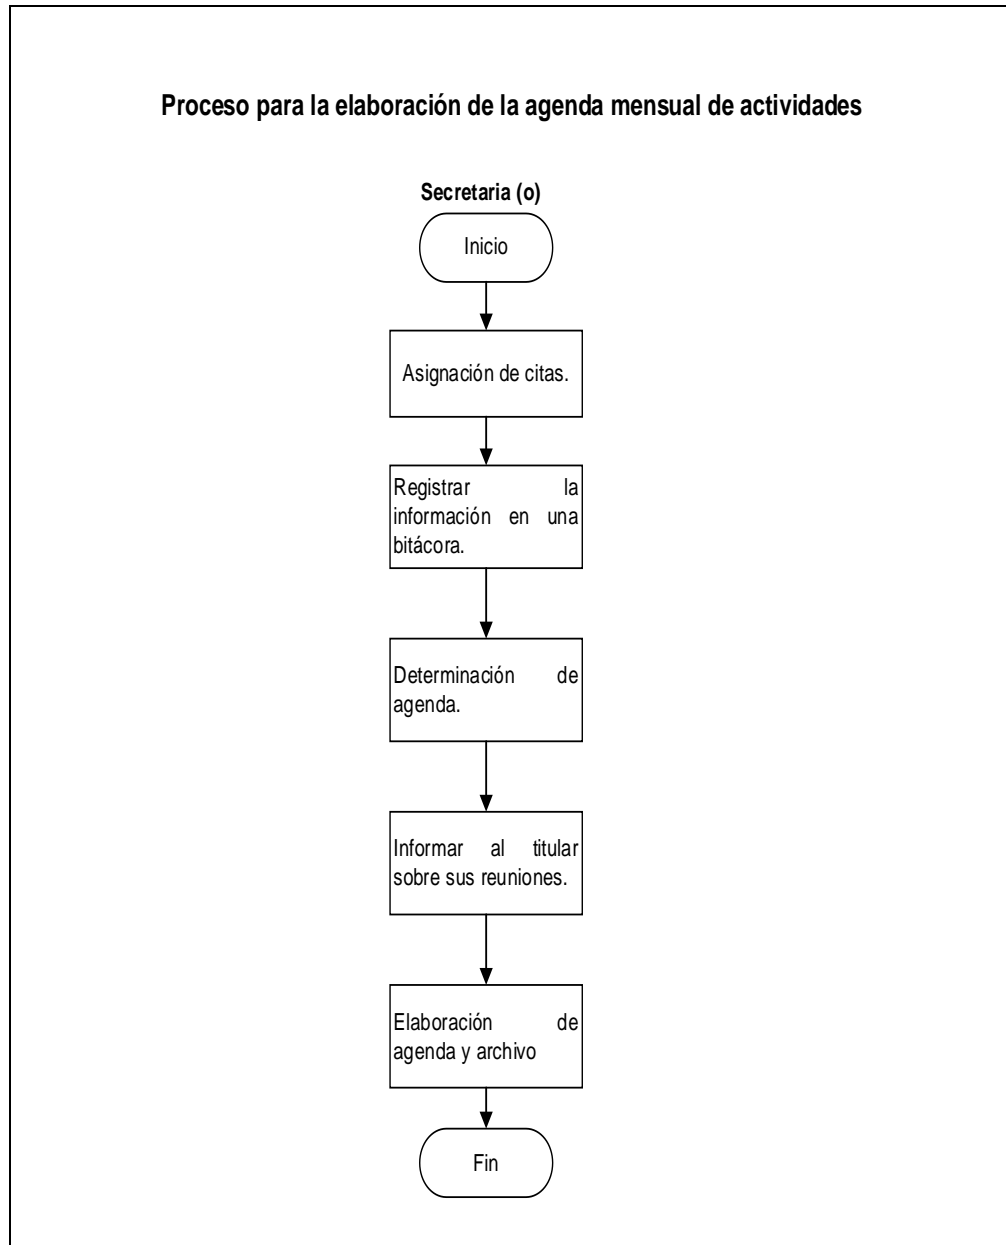 Proceso para la elaboración de la agenda mensual de actividades
Secretaria (o)
Inicio
Asignación de citas.
Registrar la
información en una
bitácora.
Determinación de
agenda.
Informar al titular
sobre sus reuniones.
Elaboración de
agenda y archivo
Fin